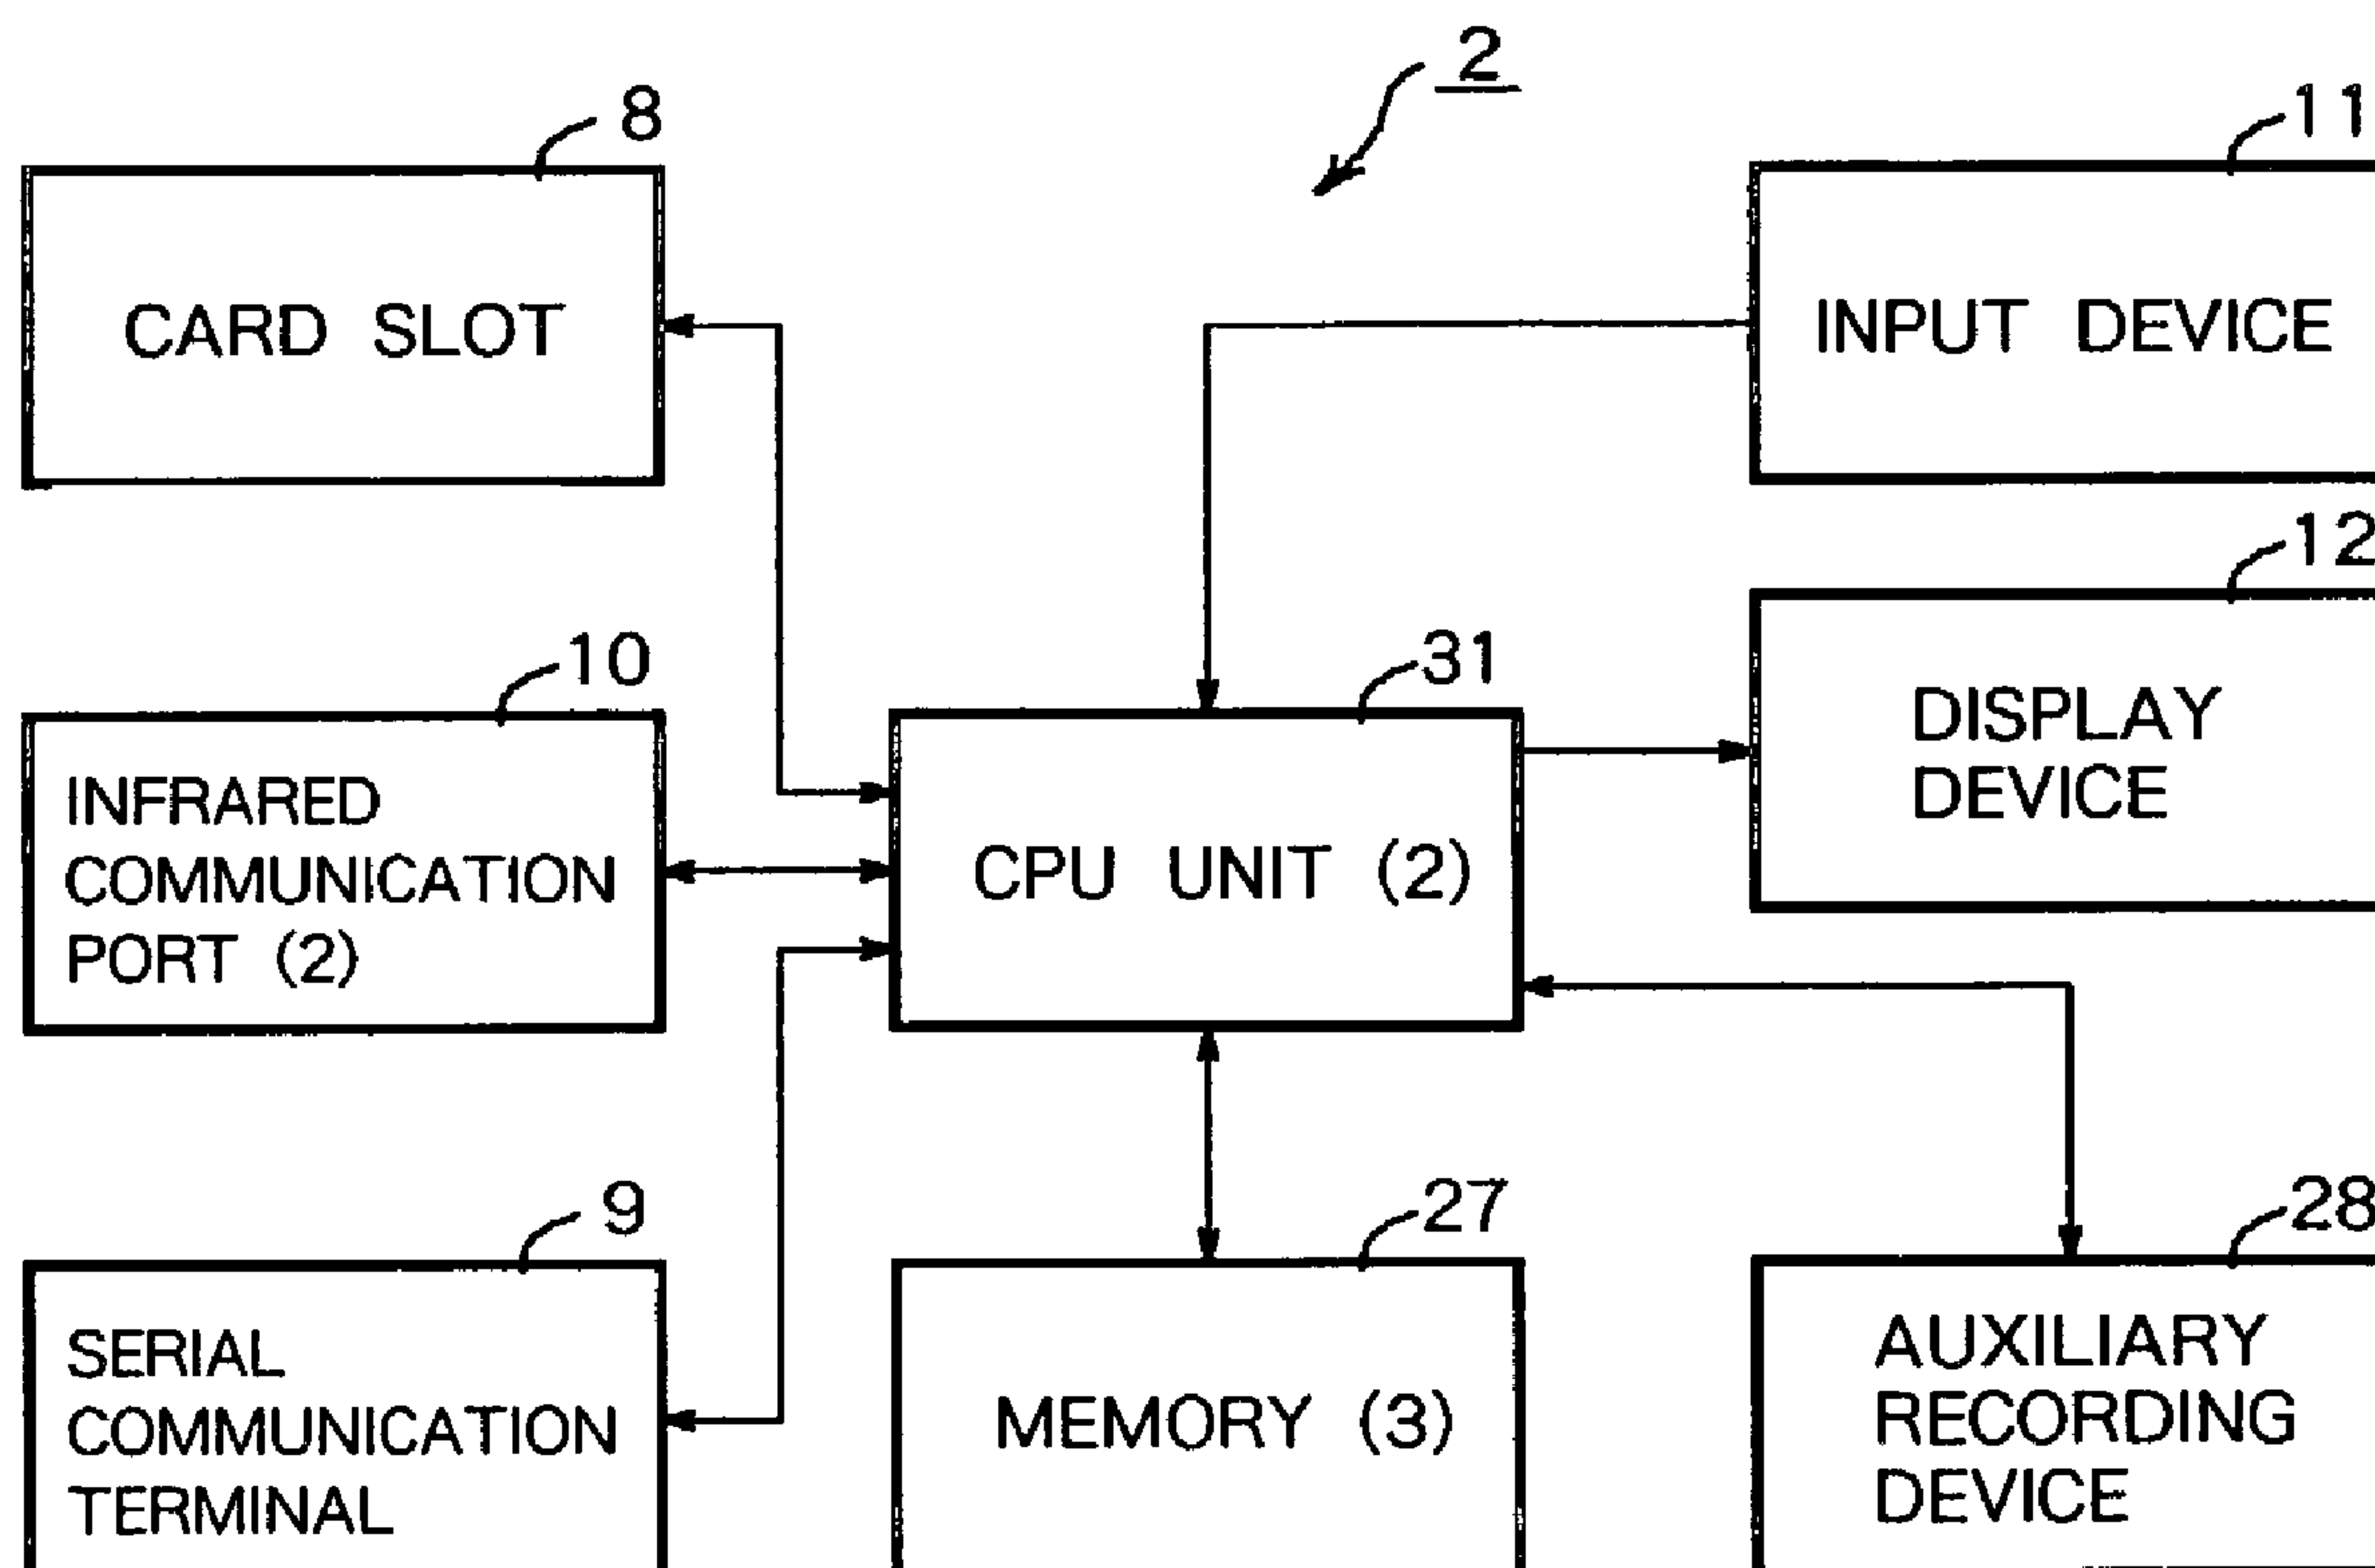 2
8
11
CARD SLOT
INPUT DEVICE
12
10
31
DISPLAY
DEVICE
INFRARED
COMMUNICATION
PORT (2)
CPU UNIT (2)
9
27
28
SERIAL
COMMUNICATION
TERMINAL
MEMORY (3)
AUXILIARY
RECORDING
DEVICE